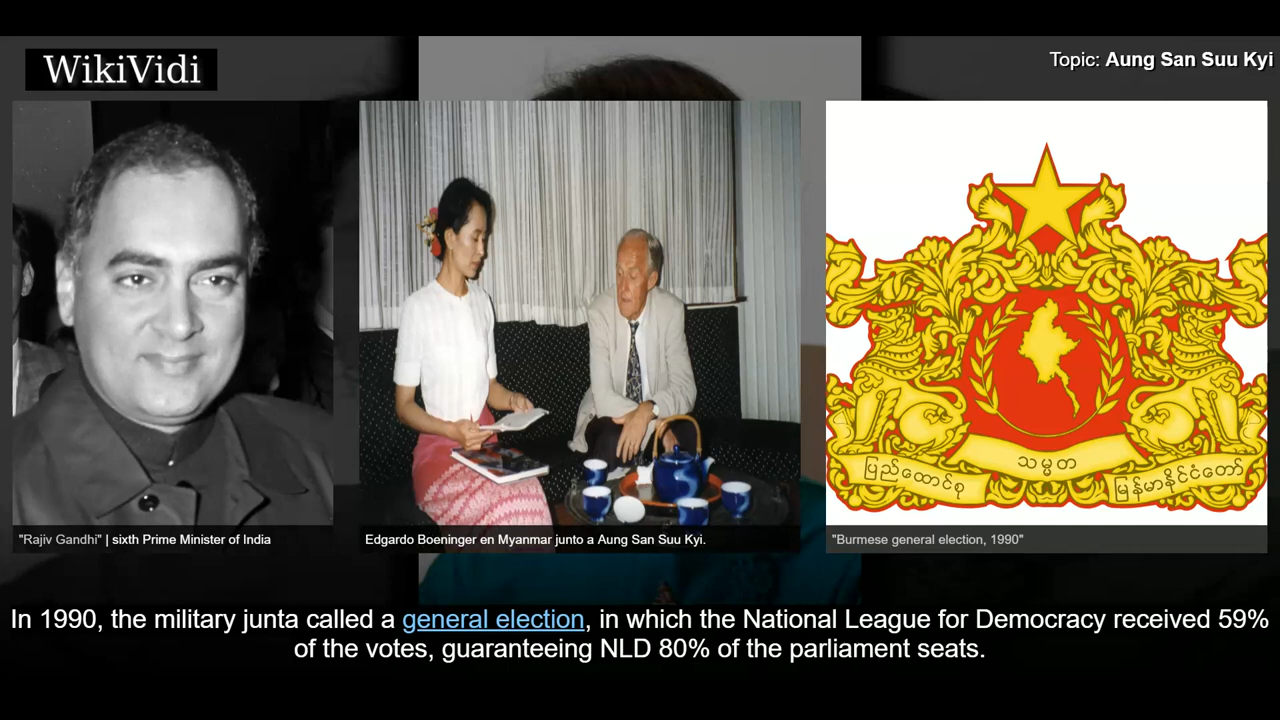 WikiVidi
Topic: Aung San Suu Kyi
ပြည်ထောင်စု
သမ္မတ
မြန်မာနိုင်ငံတော်
"Rajiv Gandhi" | sixth Prime Minister of India
Edgardo Boeninger en Myanmar junto a Aung San Suu Kyi.
"Burmese general election, 1990"
In 1990, the military junta called a general election, in which the National League for Democracy received 59%
of the votes, guaranteeing NLD 80% of the parliament seats.